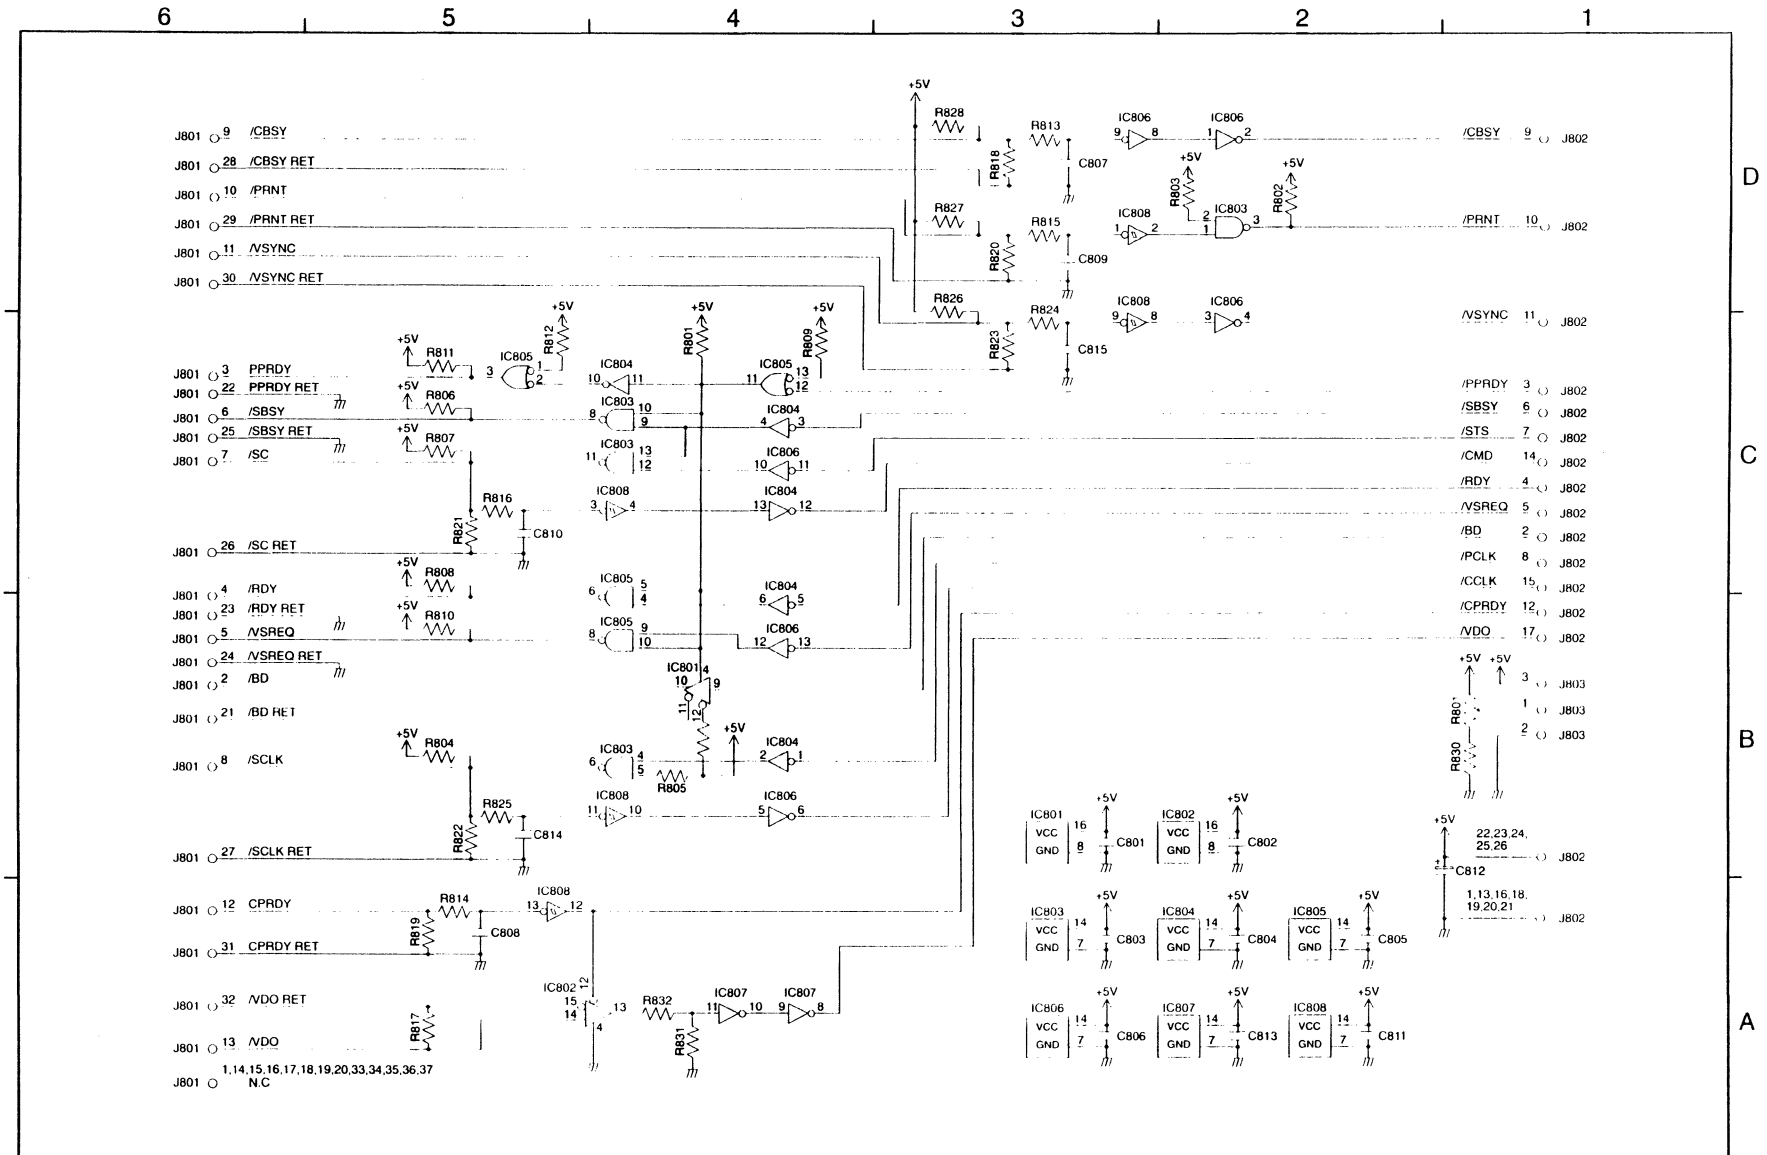 6 5 4 3 2 1
D
C
B
A
J801 9 /CBSY
J801 28 /CBSY RET
J801 10 /PRNT
J801 29 /PRNT RET
J801 11 /VSYNC
J801 30 /VSYNC RET
J801 3 PPRDY
J801 22 PPRDY RET
J801 6 /SBSY
J801 25 /SBSY RET
J801 7 /SC
J801 26 /SC RET
J801 4 /RDY
J801 23 /RDY RET
J801 5 /VSREQ
J801 24 /VSREQ RET
J801 2 /BD
J801 21 /BD RET
J801 8 /SCLK
J801 27 /SCLK RET
J801 12 CPRDY
J801 31 CPRDY RET
J801 32 /VDO RET
J801 13 /VDO
1,14,15,16,17,18,19,20,33,34,35,36,37
J801 N.C
+5V
R828 R813 IC806 IC806
9 8 1 2
R818 C807
+5V +5V
R803 R802
R827 R815 IC808 IC803
1 2 2 1 3
R820 C809
R826 R824 IC808 IC806
9 8 3 4
R823 C815
+5V +5V +5V
R812 R801 R809
+5V R811 IC805 IC804 IC805
3 1 2 10 11 11 13 12
+5V R806 IC803 IC804
8 10 9 4 3
+5V R807 IC803 IC806
11 13 12 10 11
R816 IC808 IC804
3 4 13 12
R821 C810
+5V R808 IC805 IC804
6 5 4 6 5
+5V R810 IC805 IC806
8 9 10 12 13
IC801 4
10 9
11 12
+5V
+5V R804 IC803 IC804
6 4 5 2 1
R805
R825 IC808 IC806
11 10 5 6
R822 C814
R814 IC808
13 12
R819 C808
IC802 12
15 14 13 4
R832 IC807 IC807
11 10 9 8
R817 R831
/CBSY 9 J802
/PRNT 10 J802
/VSYNC 11 J802
/PPRDY 3 J802
/SBSY 6 J802
/STS 7 J802
/CMD 14 J802
/RDY 4 J802
/VSREQ 5 J802
/BD 2 J802
/PCLK 8 J802
/CCLK 15 J802
/CPRDY 12 J802
/VDO 17 J802
+5V +5V
3 J803
1 J803
2 J803
R830
IC801 VCC 16 GND 8 +5V C801
IC802 VCC 16 GND 8 +5V C802
IC803 VCC 14 GND 7 +5V C803
IC804 VCC 14 GND 7 +5V C804
IC805 VCC 14 GND 7 +5V C805
IC806 VCC 14 GND 7 +5V C806
IC807 VCC 14 GND 7 +5V C813
IC808 VCC 14 GND 7 +5V C811
+5V
+ C812
22,23,24,
25,26
J802
1,13,16,18,
19,20,21
J802